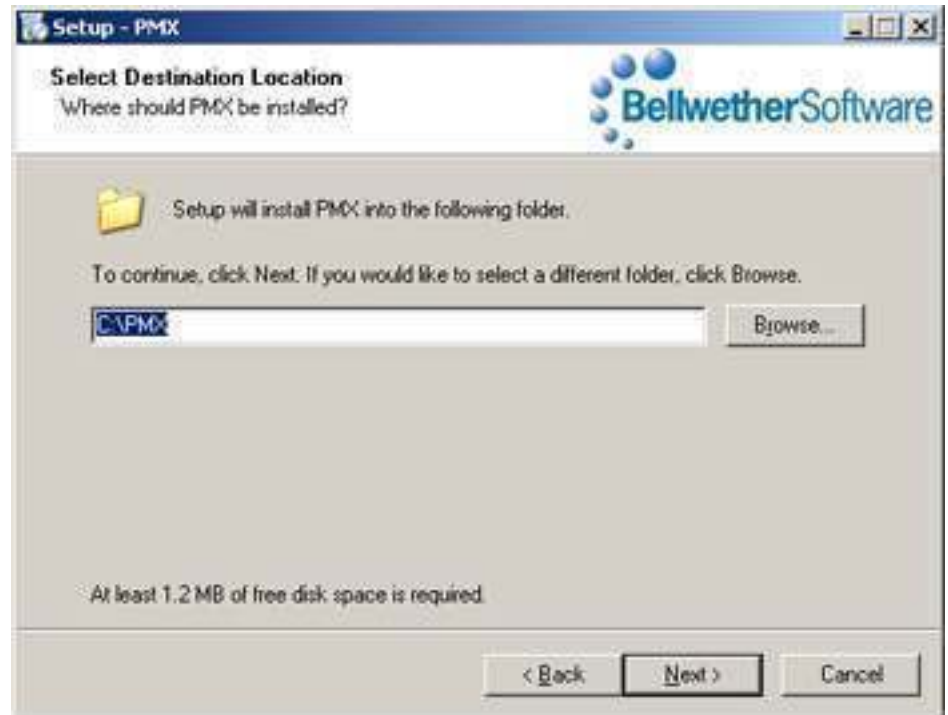 Setup - PMX
Select Destination Location
Where should PMX be installed?
BellwetherSoftware
Setup will install PMX into the following folder.
To continue, click Next. If you would like to select a different folder, click Browse.
C:\PMX
Browse...
At least 1.2 MB of free disk space is required.
< Back
Next >
Cancel